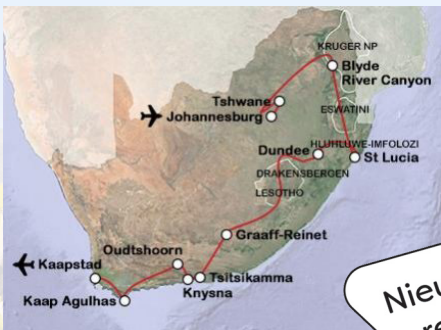 KRUGER NP
Blyde
River Canyon
Tshwane
Johannesburg
ESWATINI
Dundee
HLUHLUWE-IMFOLOZI
St Lucia
DRAKENSBERGEN
LESOTHO
Graaff-Reinet
Oudtshoorn
Kaapstad
Tsitsikamma
Knysna
Kaap Agulhas